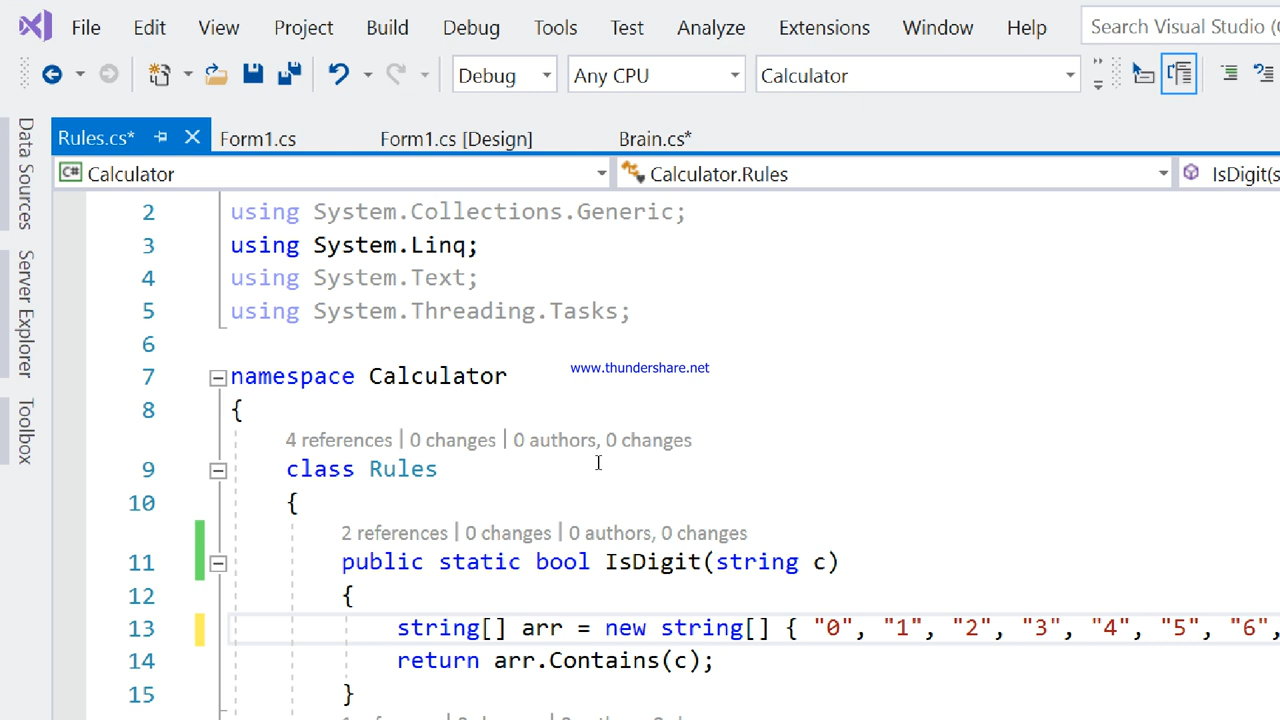 File Edit View Project Build Debug Tools Test Analyze Extensions Window Help Search Visual Studio (
Debug Any CPU Calculator
Rules.cs* Form1.cs Form1.cs [Design] Brain.cs*
Calculator Calculator.Rules IsDigit(s
Data Sources
Server Explorer
Toolbox
2 using System.Collections.Generic;
3 using System.Linq;
4 using System.Text;
5 using System.Threading.Tasks;
6
7 namespace Calculator
www.thundershare.net
8 {
4 references | 0 changes | 0 authors, 0 changes
9 class Rules
10 {
2 references | 0 changes | 0 authors, 0 changes
11 public static bool IsDigit(string c)
12 {
13 string[] arr = new string[] { "0", "1", "2", "3", "4", "5", "6",
14 return arr.Contains(c);
15 }